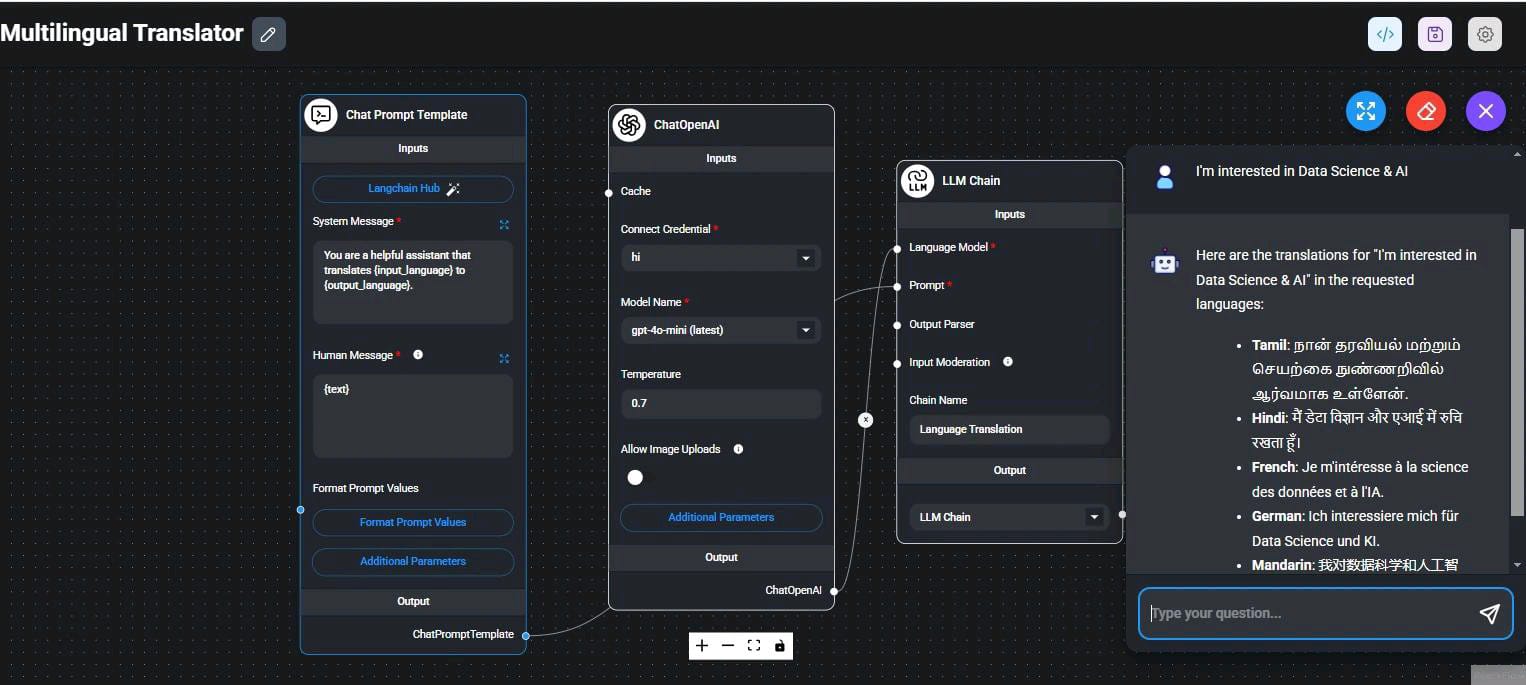 Multilingual Translator
Chat Prompt Template
Inputs
Langchain Hub
System Message *
You are a helpful assistant that
translates {input_language} to
{output_language}.
Human Message *
{text}
Format Prompt Values
Format Prompt Values
Additional Parameters
Output
ChatPromptTemplate
ChatOpenAI
Inputs
Cache
Connect Credential *
hi
Model Name *
gpt-4o-mini (latest)
Temperature
0.7
Allow Image Uploads
Additional Parameters
Output
ChatOpenAI
LLM
LLM Chain
Inputs
Language Model *
Prompt *
Output Parser
Input Moderation
Chain Name
Language Translation
Output
LLM Chain
I'm interested in Data Science & AI
Here are the translations for "I'm interested in
Data Science & AI" in the requested
languages:
• Tamil: நான் தரவியல் மற்றும்
செயற்கை நுண்ணறிவில்
ஆர்வமாக உள்ளேன்.
• Hindi: मैं डेटा विज्ञान और एआई में रुचि
रखता हूँ।
• French: Je m'intéresse à la science
des données et à l'IA.
• German: Ich interessiere mich für
Data Science und KI.
• Mandarin: 我对数据科学和人工智
Type your question...